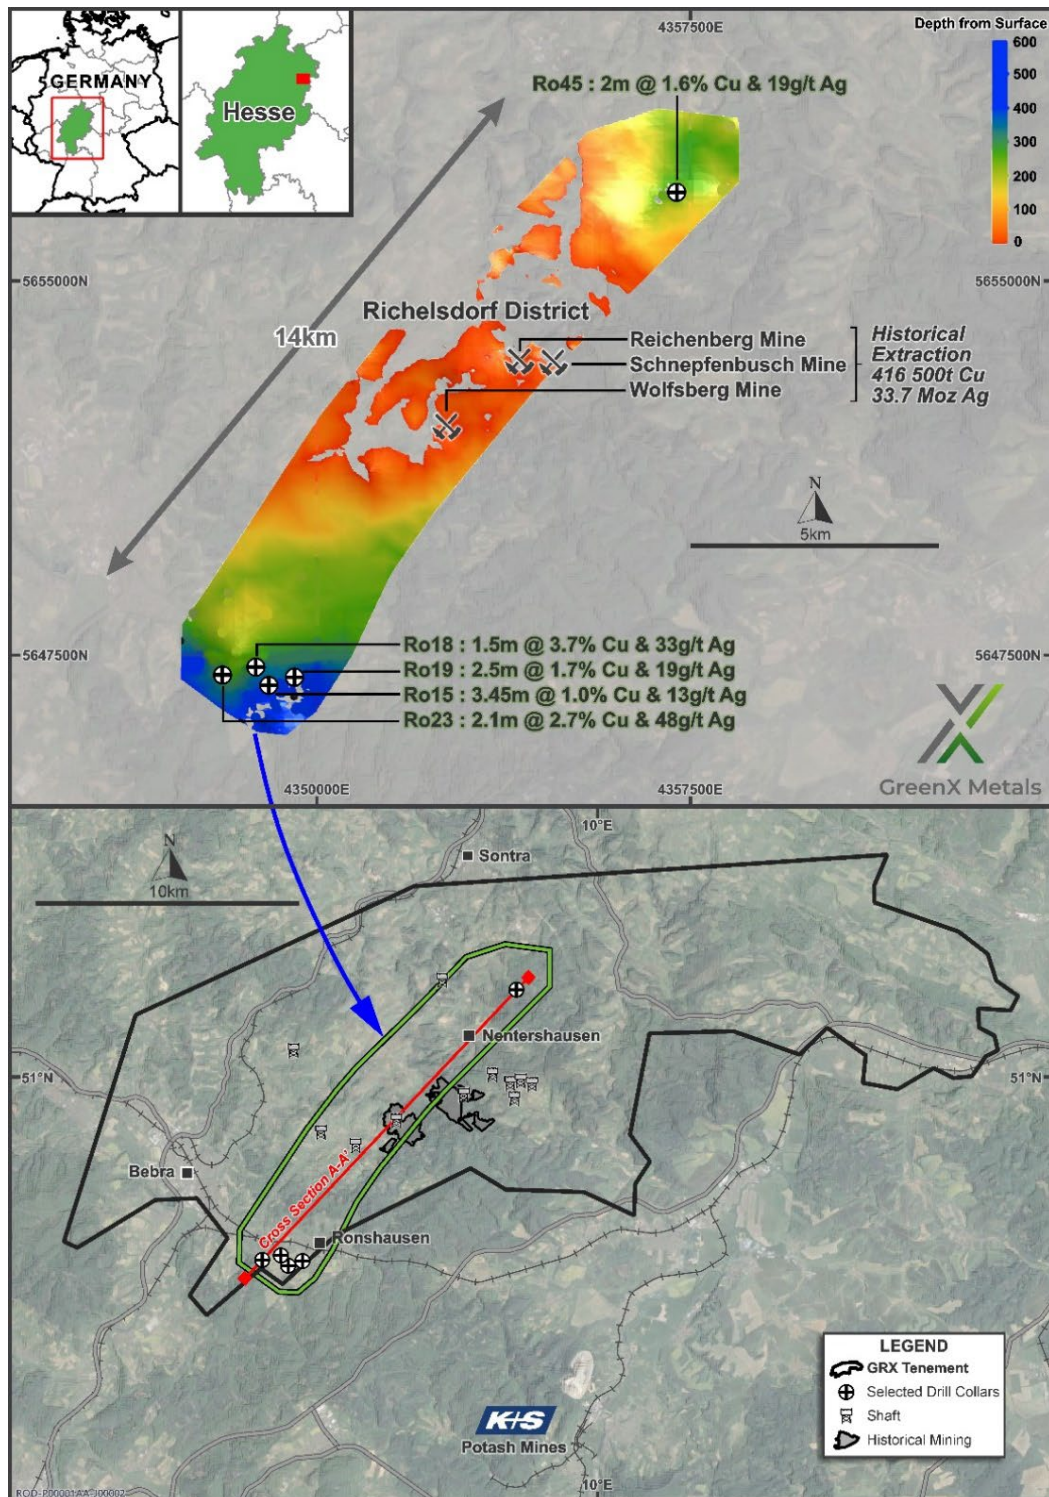 GERMANY
Hesse
4357500E
Depth from Surface
600
500
400
300
200
100
0
Ro45 : 2m @ 1.6% Cu & 19g/t Ag
5655000N
5655000N
14km
Richelsdorf District
Reichenberg Mine
Schnepfenbusch Mine
Wolfsberg Mine
Historical
Extraction
416 500t Cu
33.7 Moz Ag
N
5km
5647500N
5647500N
Ro18 : 1.5m @ 3.7% Cu & 33g/t Ag
Ro19 : 2.5m @ 1.7% Cu & 19g/t Ag
Ro15 : 3.45m @ 1.0% Cu & 13g/t Ag
Ro23 : 2.1m @ 2.7% Cu & 48g/t Ag
GreenX Metals
4350000E
4357500E
10°E
N
10km
Sontra
Nentershausen
51°N
51°N
Bebra
Cross Section A-A'
Ronshausen
K+S
Potash Mines
LEGEND
GRX Tenement
Selected Drill Collars
Shaft
Historical Mining
10°E